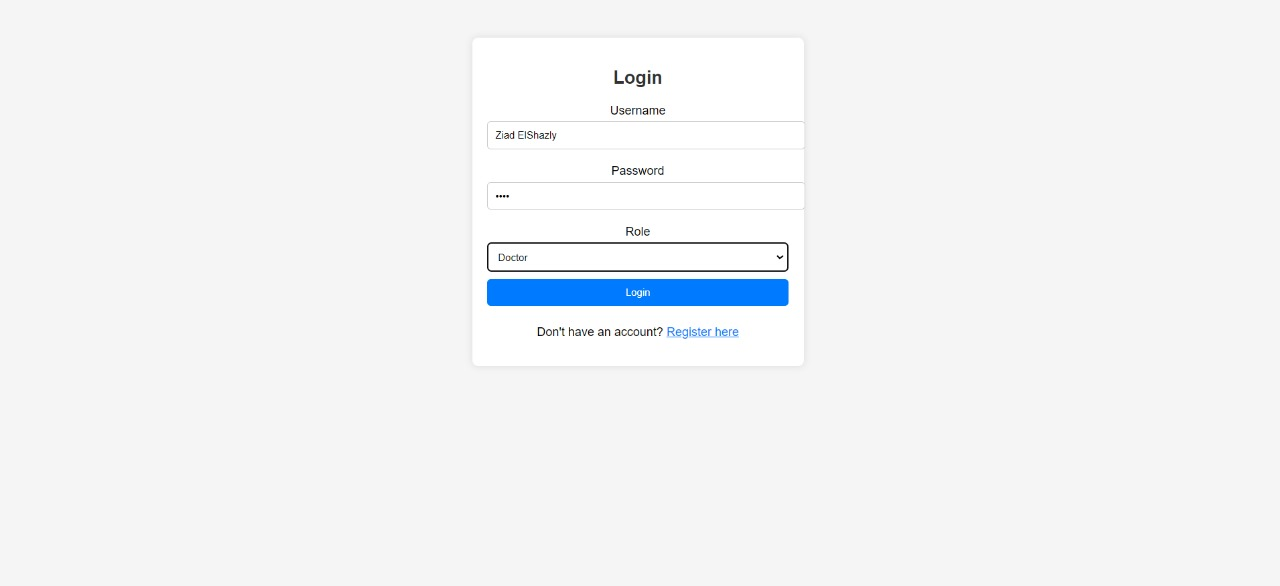 Login
Username
Ziad ElShazly
Password
••••
Role
Doctor
Login
Don't have an account? Register here